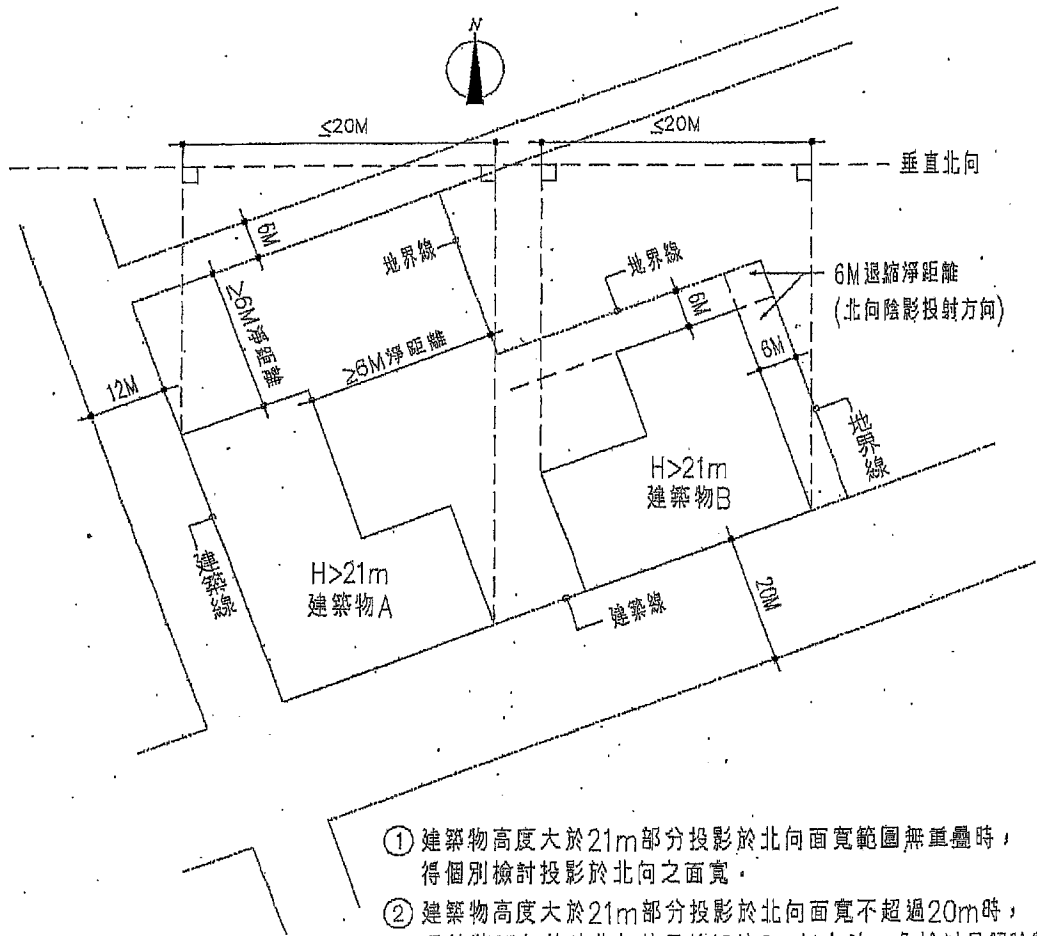 N
≤20M
≤20M
垂直北向
6M
地界線
地界線
6M
6M退縮淨距離
(北向陰影投射方向)
≥6M淨距離
≥6M淨距離
12M
6M
地界線
H>21m
建築物B
建築線
H>21m
建築物A
建築線
20M
① 建築物高度大於21m部分投影於北向面寬範圍無重疊時，
得個別檢討投影於北向之面寬。
② 建築物高度大於21m部分投影於北向面寬不超過20m時，